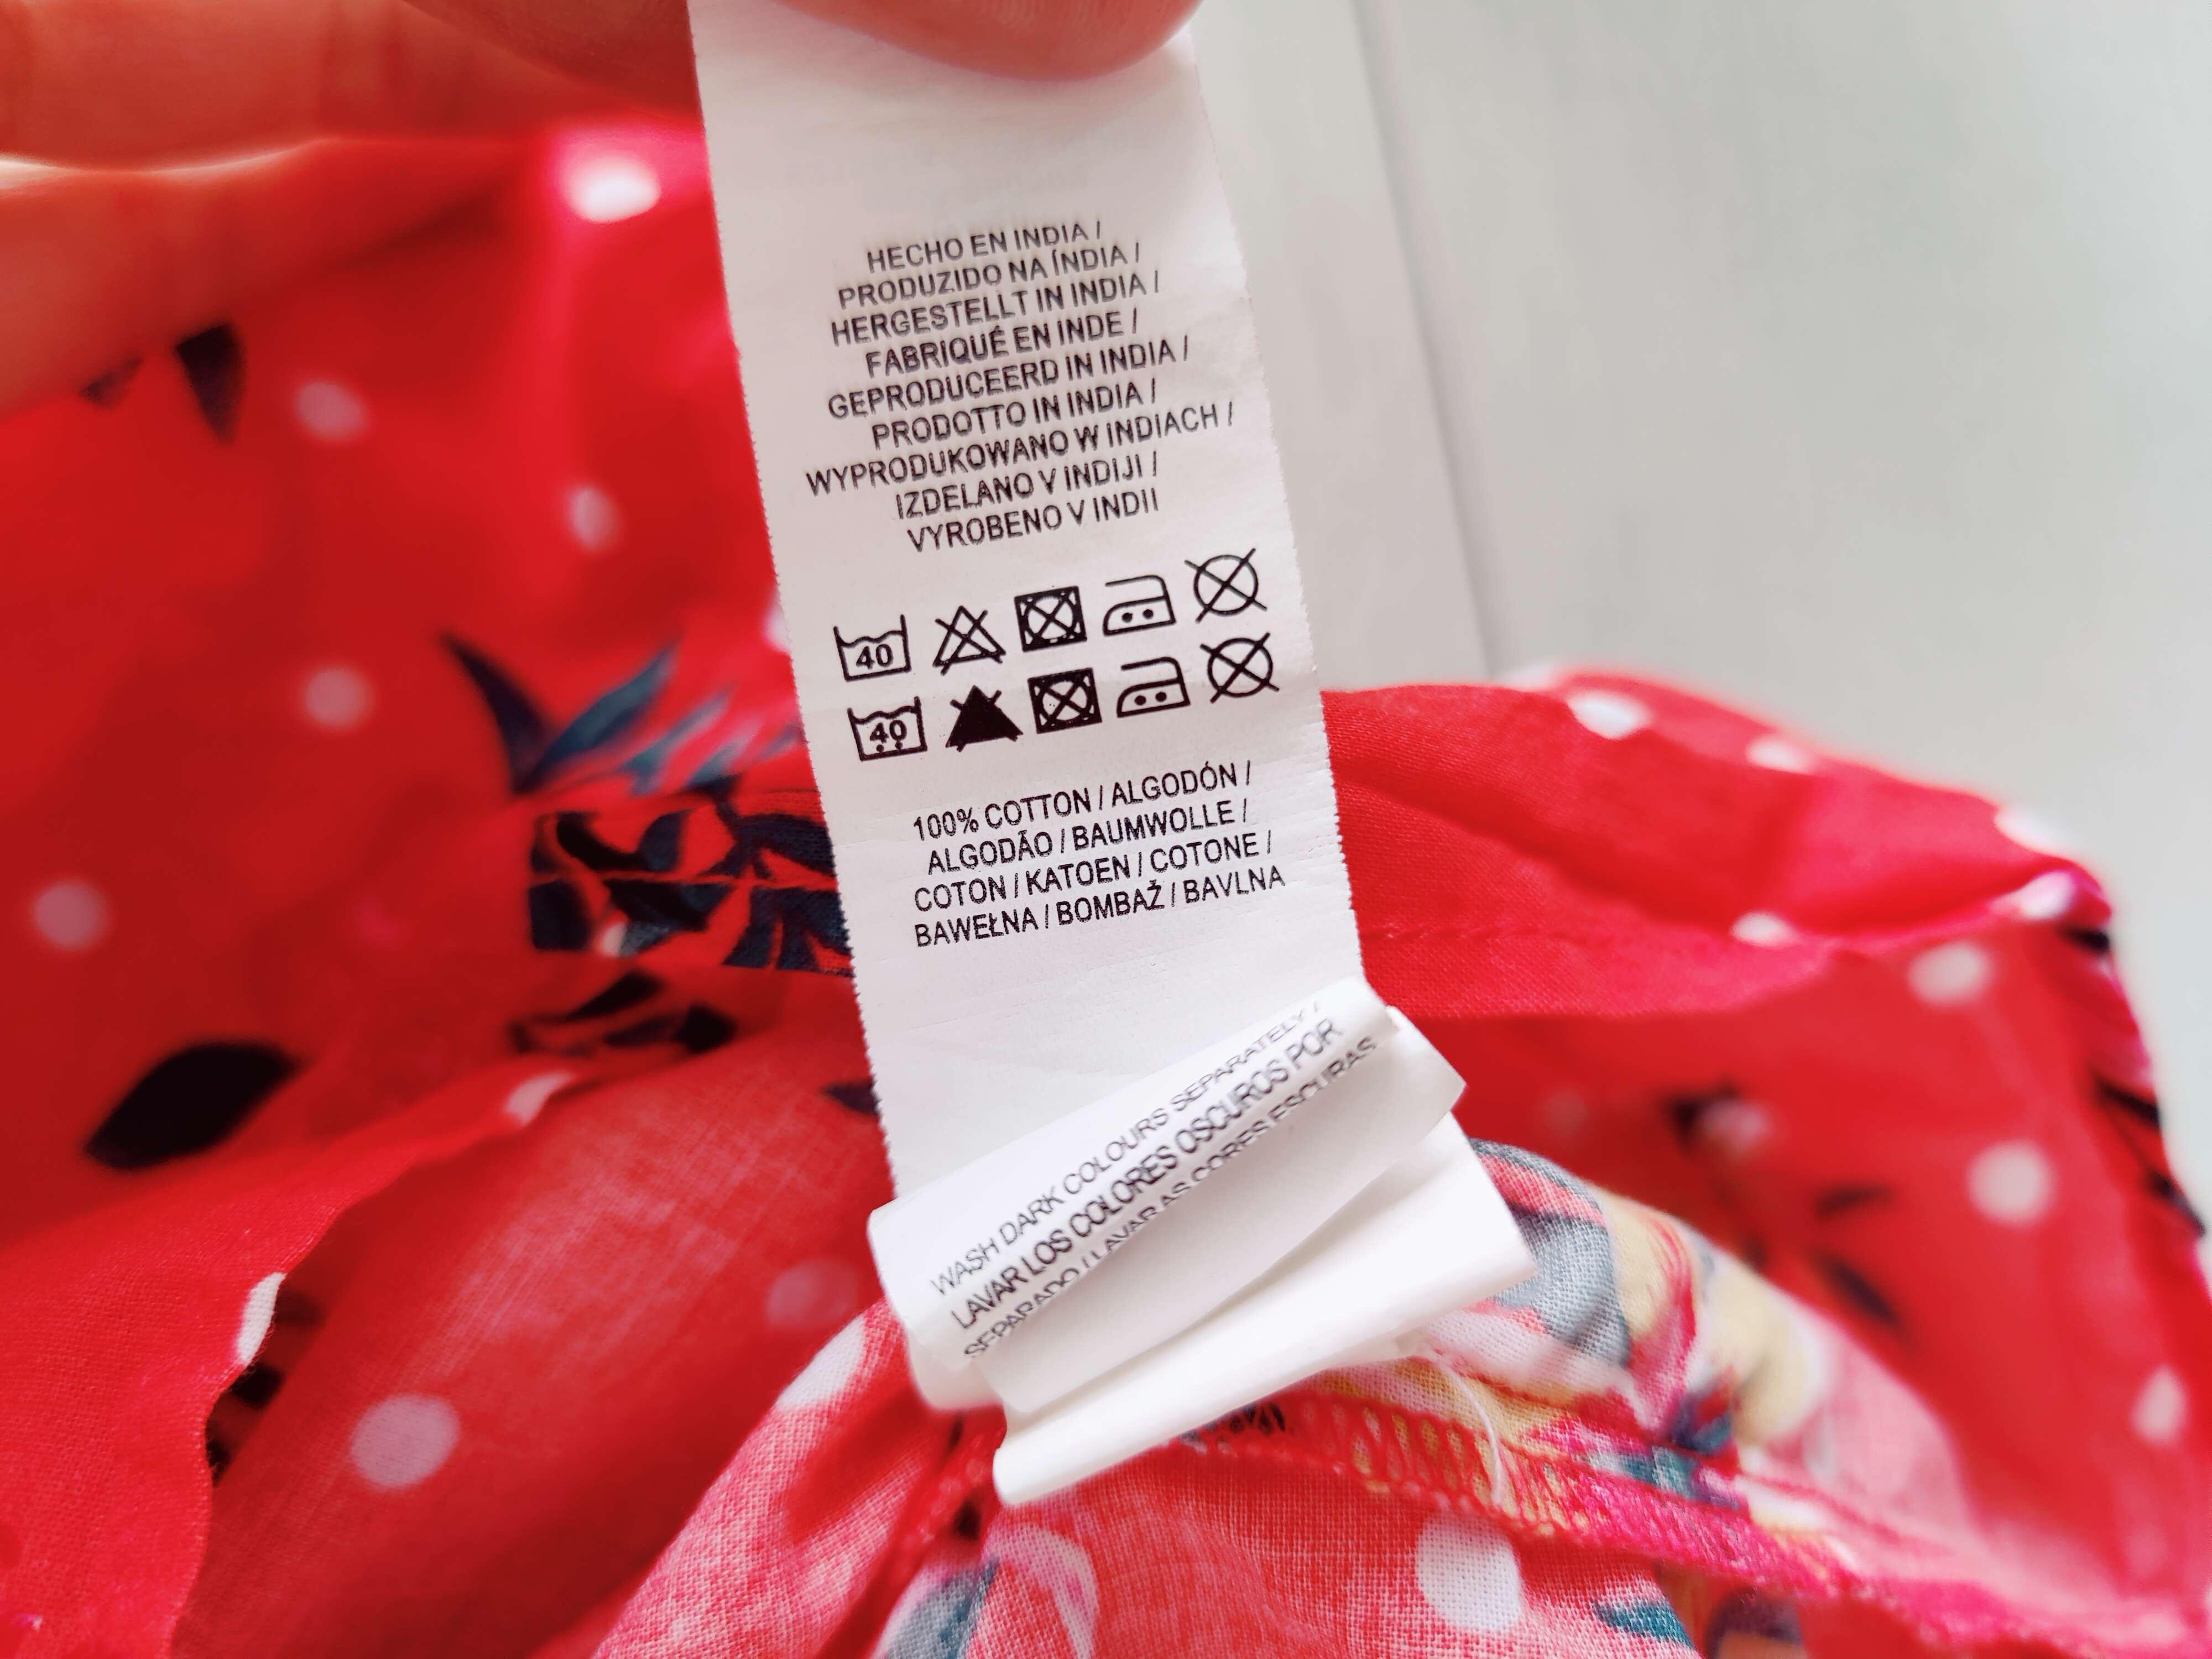 HECHO EN INDIA /
PRODUZIDO NA ÍNDIA /
HERGESTELLT IN INDIA /
FABRIQUÉ EN INDE /
GEPRODUCEERD IN INDIA /
PRODOTTO IN INDIA /
WYPRODUKOWANO W INDIACH /
IZDELANO V INDIJI /
VYROBENO V INDII
40
40
100% COTTON / ALGODÓN /
ALGODÃO / BAUMWOLLE /
COTON / KATOEN / COTONE /
BAWEŁNA / BOMBAŽ / BAVLNA
WASH DARK COLOURS SEPARATELY /
LAVAR LOS COLORES OSCUROS POR
SEPARADO / LAVAR AS CORES ESCURAS